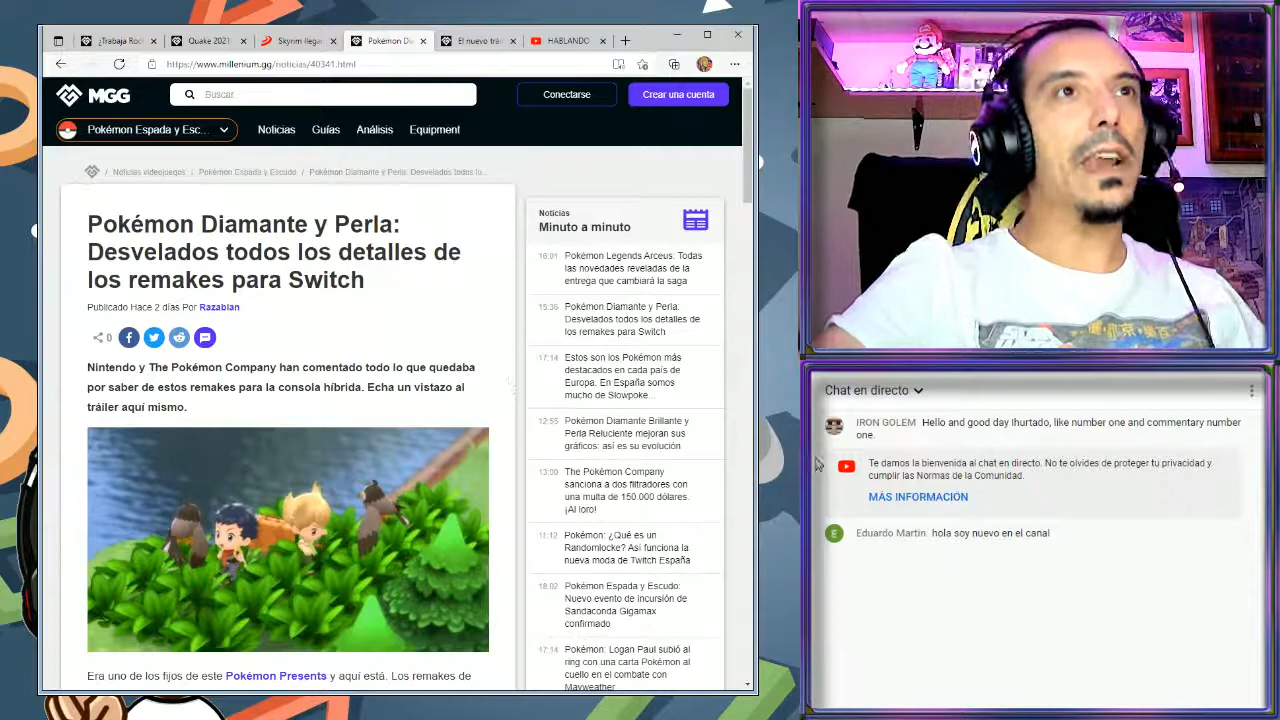 ¿Trabaja Rock
Quake 2023
Skyrim llegar
Pokémon Dia
El nuevo trái
HABLANDO
https://www.millenium.gg/noticias/40341.html
MGG
Buscar
Conectarse
Crear una cuenta
Pokémon Espada y Esc...
Noticias
Guías
Análisis
Equipment
/ Noticias videojuegos
Pokémon Espada y Escudo
/ Pokémon Diamante y Perla: Desvelados todos lo...
Pokémon Diamante y Perla:
Desvelados todos los detalles de
los remakes para Switch
Publicado Hace 2 días Por Razabian
0
Nintendo y The Pokémon Company han comentado todo lo que quedaba
por saber de estos remakes para la consola híbrida. Echa un vistazo al
tráiler aquí mismo.
Era uno de los fijos de este Pokémon Presents y aquí está. Los remakes de
Noticias
Minuto a minuto
16:01 Pokémon Legends Arceus: Todas
las novedades reveladas de la
entrega que cambiará la saga
15:36 Pokémon Diamante y Perla:
Desvelados todos los detalles de
los remakes para Switch
17:14 Estos son los Pokémon más
destacados en cada país de
Europa. En España somos
mucho de Slowpoke...
12:55 Pokémon Diamante Brillante y
Perla Reluciente mejoran sus
gráficos: así es su evolución
13:00 The Pokémon Company
sanciona a dos filtradores con
una multa de 150.000 dólares.
¡Al loro!
11:12 Pokémon: ¿Qué es un
Randomlocke? Así funciona la
nueva moda de Twitch España
18:02 Pokémon Espada y Escudo:
Nuevo evento de incursión de
Sandaconda Gigamax
confirmado
17:14 Pokémon: Logan Paul subió al
ring con una carta Pokémon al
cuello en el combate con
Mayweather
Chat en directo
IRON GOLEM Hello and good day lhurtado, like number one and commentary number
one.
Te damos la bienvenida al chat en directo. No te olvides de proteger tu privacidad y
cumplir las Normas de la Comunidad.
MÁS INFORMACIÓN
E Eduardo Martin hola soy nuevo en el canal